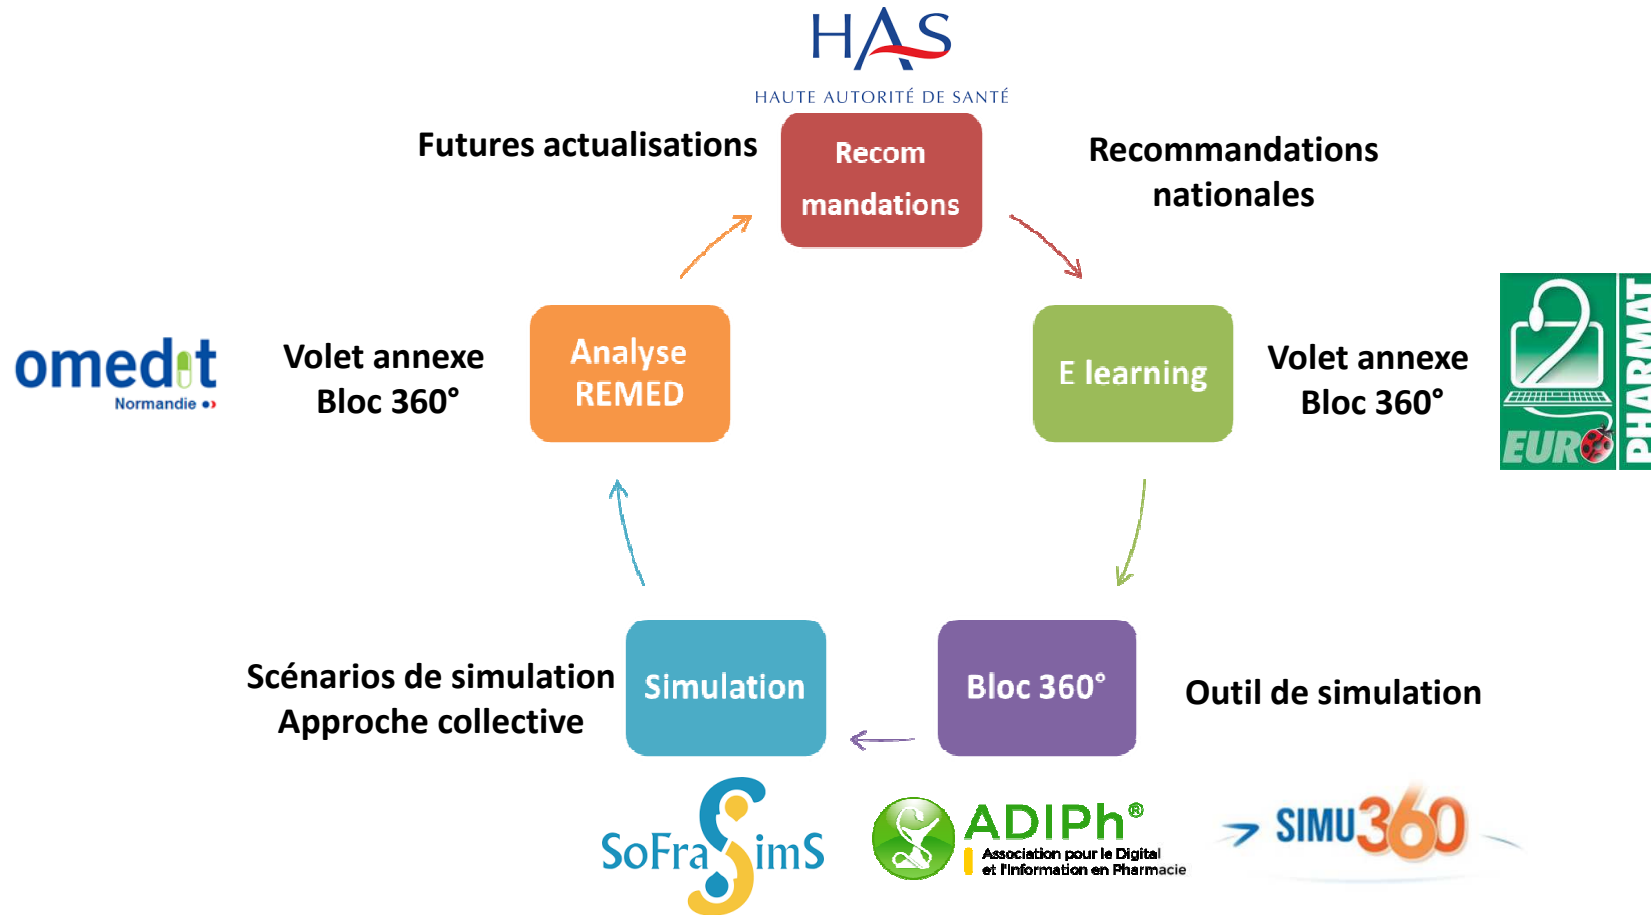 HAS
HAUTE AUTORITÉ DE SANTÉ
Futures actualisations
Recom
mandations
Recommandations
nationales
omedit
Normandie
Volet annexe
Bloc 360°
Analyse
REMED
E learning
Volet annexe
Bloc 360°
EURO
PHARMAT
Scénarios de simulation
Approche collective
Simulation
Bloc 360°
Outil de simulation
SoFraSimS
ADIPh®
Association pour le Digital
et l'Information en Pharmacie
SIMU360